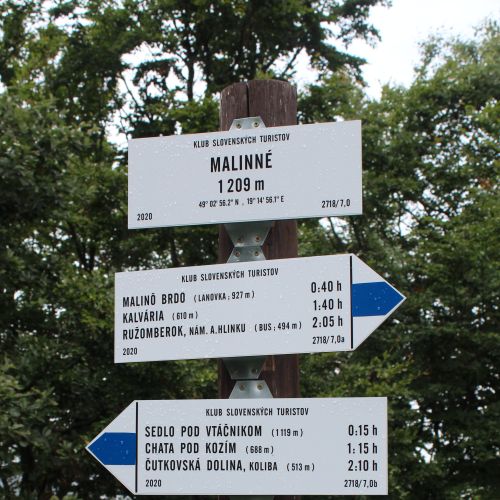 KLUB SLOVENSKÝCH TURISTOV
MALINNÉ
1 209 m
49° 02' 56.2" N , 19° 14' 56.1" E
2020 2718/7,0
KLUB SLOVENSKÝCH TURISTOV
MALINÔ BRDO (LANOVKA; 927 m) 0:40 h
KALVÁRIA (610 m) 1:40 h
RUŽOMBEROK, NÁM. A.HLINKU (BUS; 494 m) 2:05 h
2020 2718/7,0a
KLUB SLOVENSKÝCH TURISTOV
SEDLO POD VTÁČNIKOM (1119 m) 0:15 h
CHATA POD KOZÍM (688 m) 1:15 h
ČUTKOVSKÁ DOLINA, KOLIBA (513 m) 2:10 h
2020 2718/7,0b